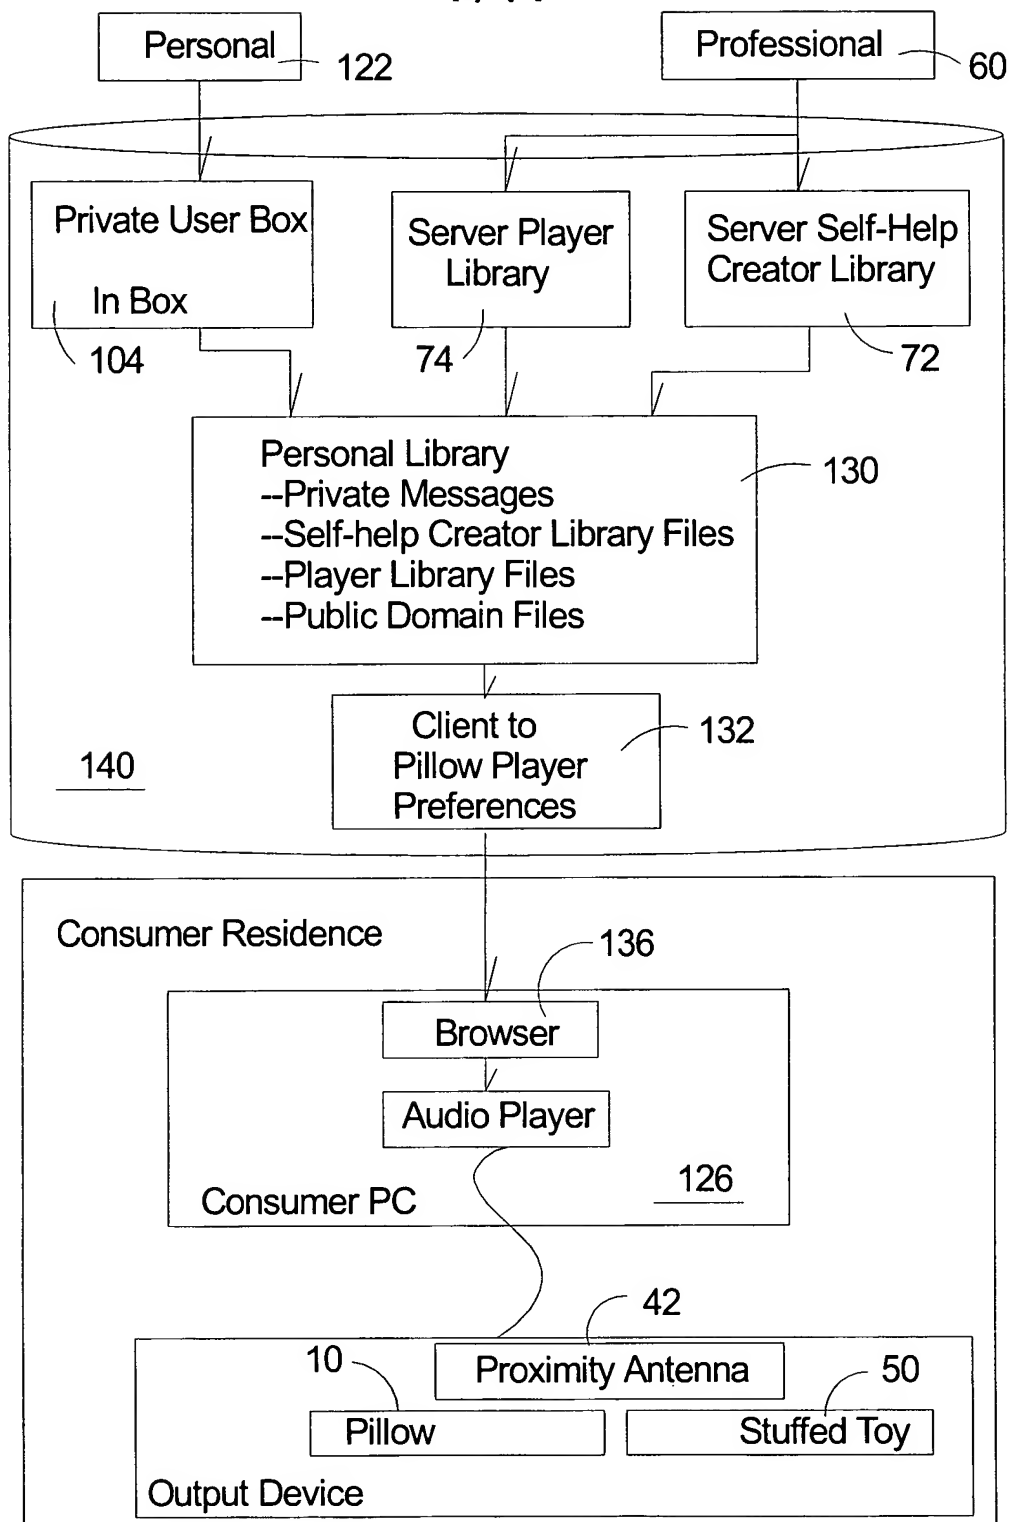 Personal
122
Professional
60
Private User Box
In Box
104
Server Player
Library
74
Server Self-Help
Creator Library
72
Personal Library
--Private Messages
--Self-help Creator Library Files
--Player Library Files
--Public Domain Files
130
Client to
Pillow Player
Preferences
132
140
Consumer Residence
136
Browser
Audio Player
Consumer PC
126
42
Proximity Antenna
10
Pillow
50
Stuffed Toy
Output Device